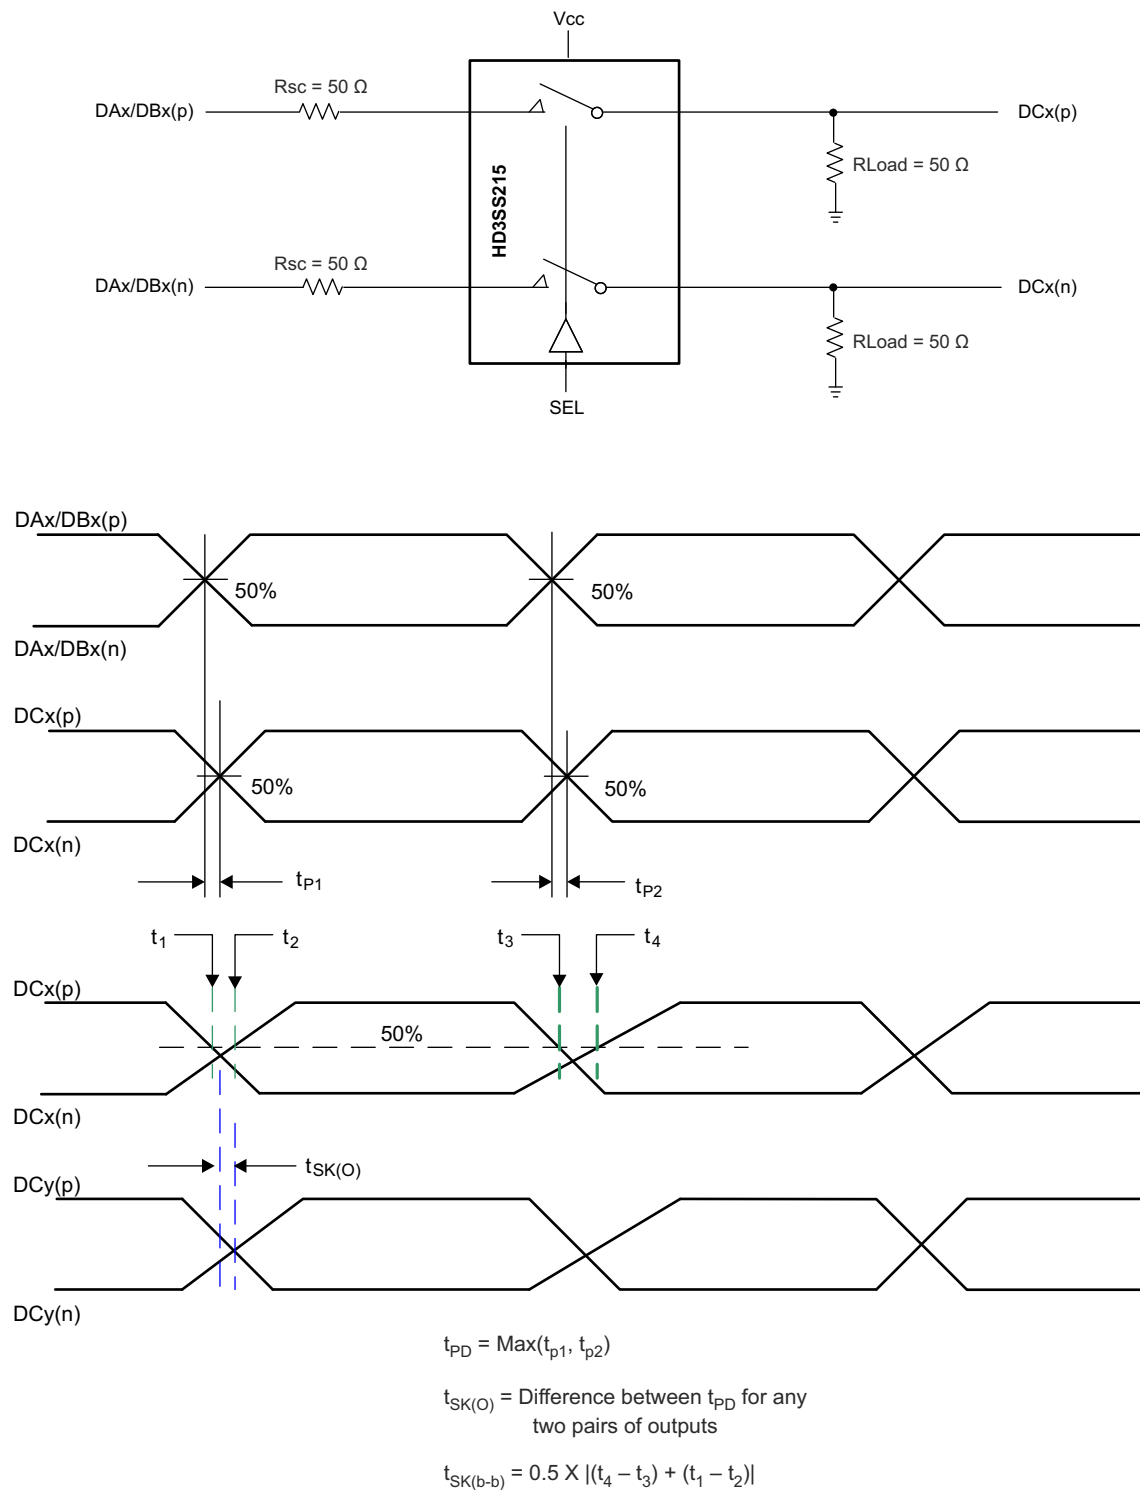 Vcc
Rsc = 50 Ω
DAx/DBx(p)
DCx(p)
RLoad = 50 Ω
HD3SS215
Rsc = 50 Ω
DAx/DBx(n)
DCx(n)
RLoad = 50 Ω
SEL
DAx/DBx(p)
50%
50%
DAx/DBx(n)
DCx(p)
50%
50%
DCx(n)
tP1
tP2
t1
t2
t3
t4
DCx(p)
50%
DCx(n)
tSK(O)
DCy(p)
DCy(n)
tPD = Max(tp1, tp2)
tSK(O) = Difference between tPD for any
two pairs of outputs
tSK(b-b) = 0.5 X |(t4 – t3) + (t1 – t2)|